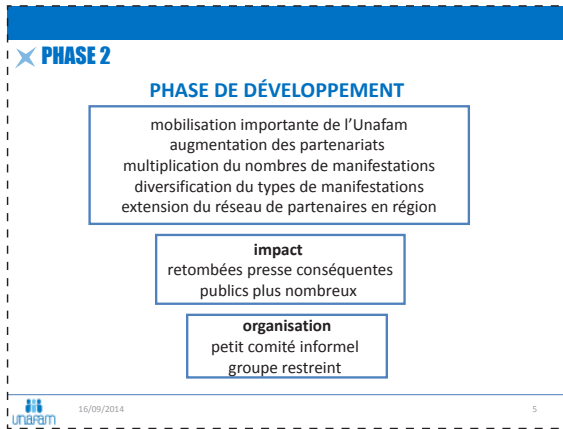 PHASE 2
PHASE DE DÉVELOPPEMENT
mobilisation importante de l’Unafam
augmentation des partenariats
multiplication du nombres de manifestations
diversification du types de manifestations
extension du réseau de partenaires en région
impact
retombées presse conséquentes
publics plus nombreux
organisation
petit comité informel
groupe restreint
unafam
16/09/2014
5